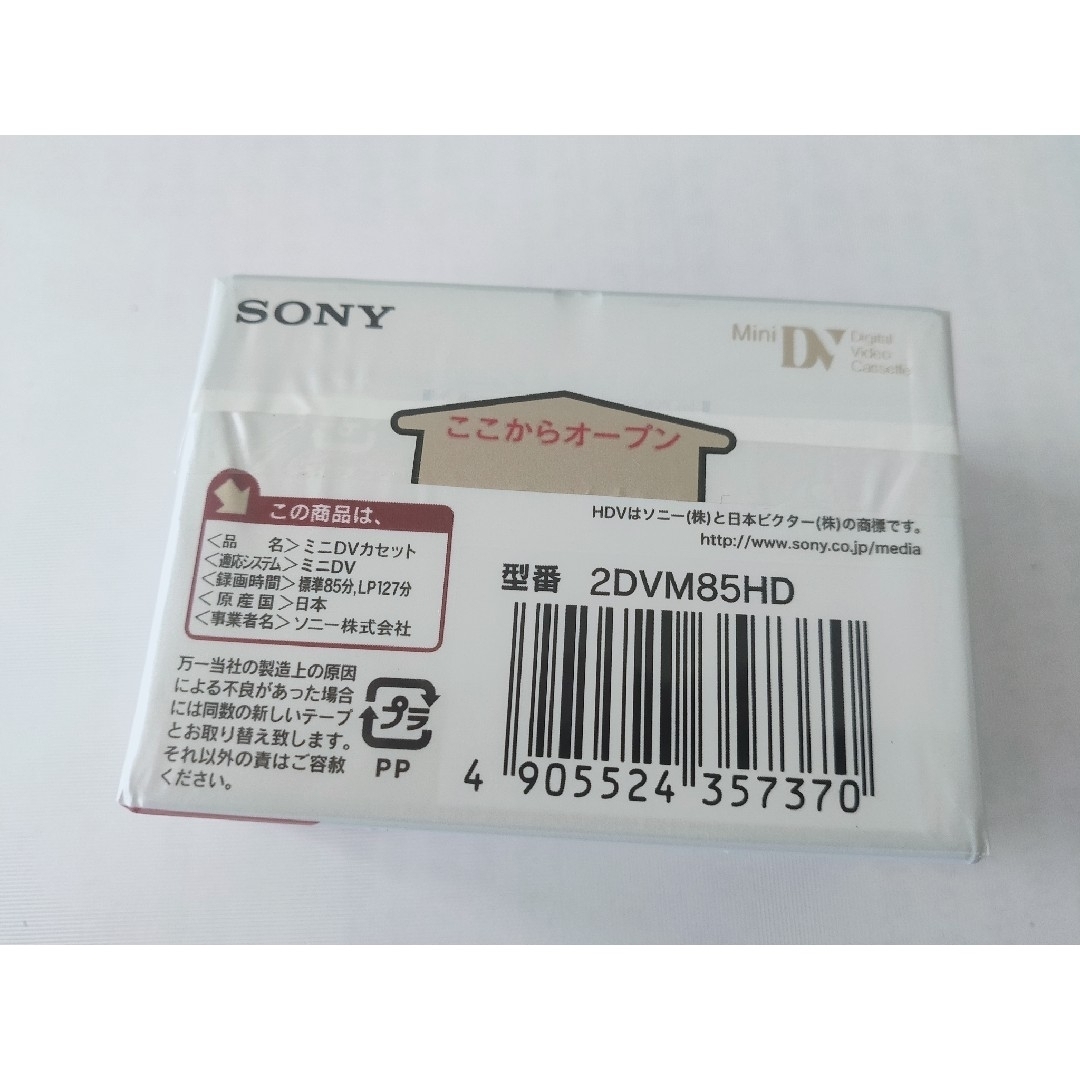 SONY
Mini DV Digital
Video
Cassette
ここからオープン
HDVはソニー(株)と日本ビクター(株)の商標です。
http://www.sony.co.jp/media
この商品は、
<品　　名>ミニDVカセット
<適応システム>ミニDV
<録画時間>標準85分,LP127分
<原産国>日本
<事業者名>ソニー株式会社
型番 2DVM85HD
万一当社の製造上の原因
による不良があった場合
には同数の新しいテープ
とお取り替え致します。
それ以外の責はご容赦
ください。
プラ
PP
4 905524 357370